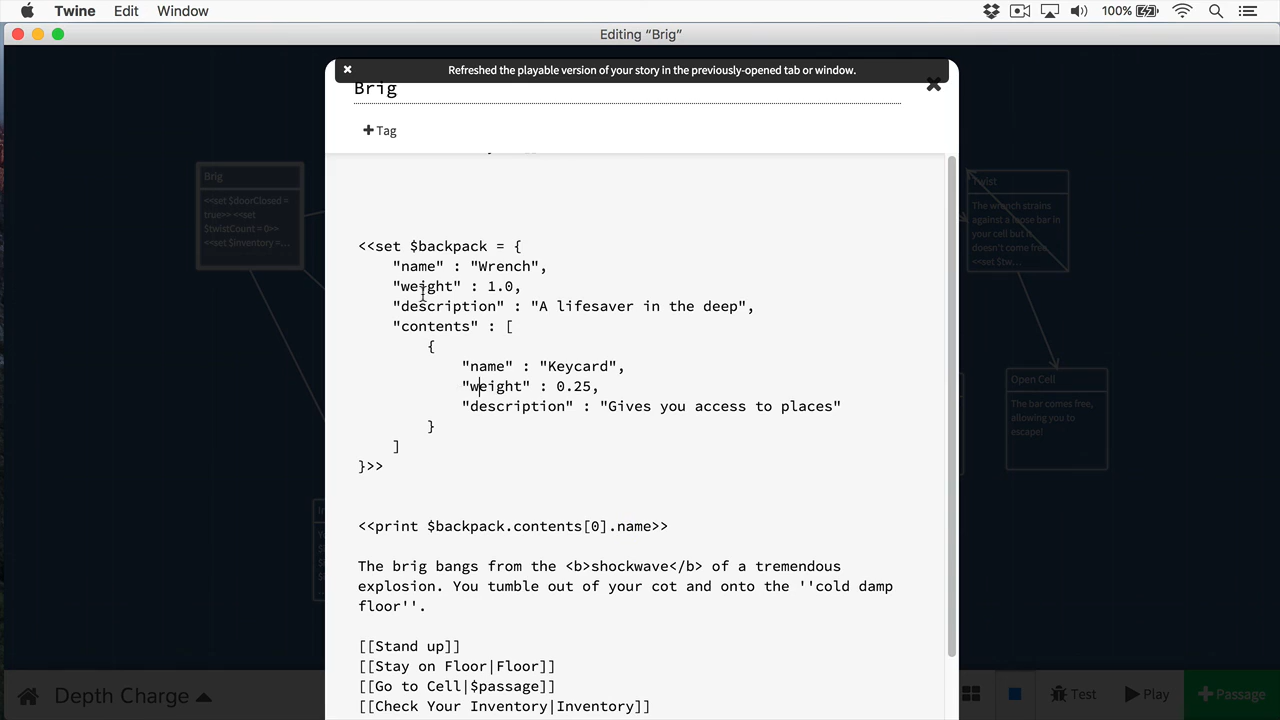 Twine Edit Window 100%
Editing “Brig”
Refreshed the playable version of your story in the previously-opened tab or window.
Brig
Tag
<<set $backpack = {
"name" : "Wrench",
"weight" : 1.0,
"description" : "A lifesaver in the deep",
"contents" : [
{
"name" : "Keycard",
"weight" : 0.25,
"description" : "Gives you access to places"
}
]
}>>
<<print $backpack.contents[0].name>>
The brig bangs from the <b>shockwave</b> of a tremendous
explosion. You tumble out of your cot and onto the ''cold damp
floor''.
[[Stand up]]
[[Stay on Floor|Floor]]
[[Go to Cell|$passage]]
[[Check Your Inventory|Inventory]]
Brig
<<set $doorClosed =
true>> <<set
$twistCount = 0>>
<<set $inventory =...
Twist
The wrench strains
against a loose bar in
your cell but it
doesn't come free.
<<set $tw...
Open Cell
The bar comes free,
allowing you to
escape!
Depth Charge
Test Play Passage